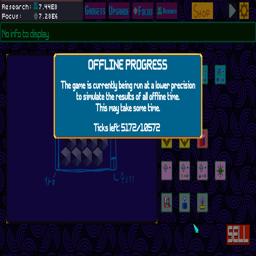 Research: 7.44E8
Focus: 7.28E6
GADGETS UPGRADE +FOCUS
SHOP
No info to display
OFFLINE PROGRESS
The game is currently being run at a lower precision
to simulate the results of all offline time.
This may take some time.
Ticks left: 5172/10572
SELL